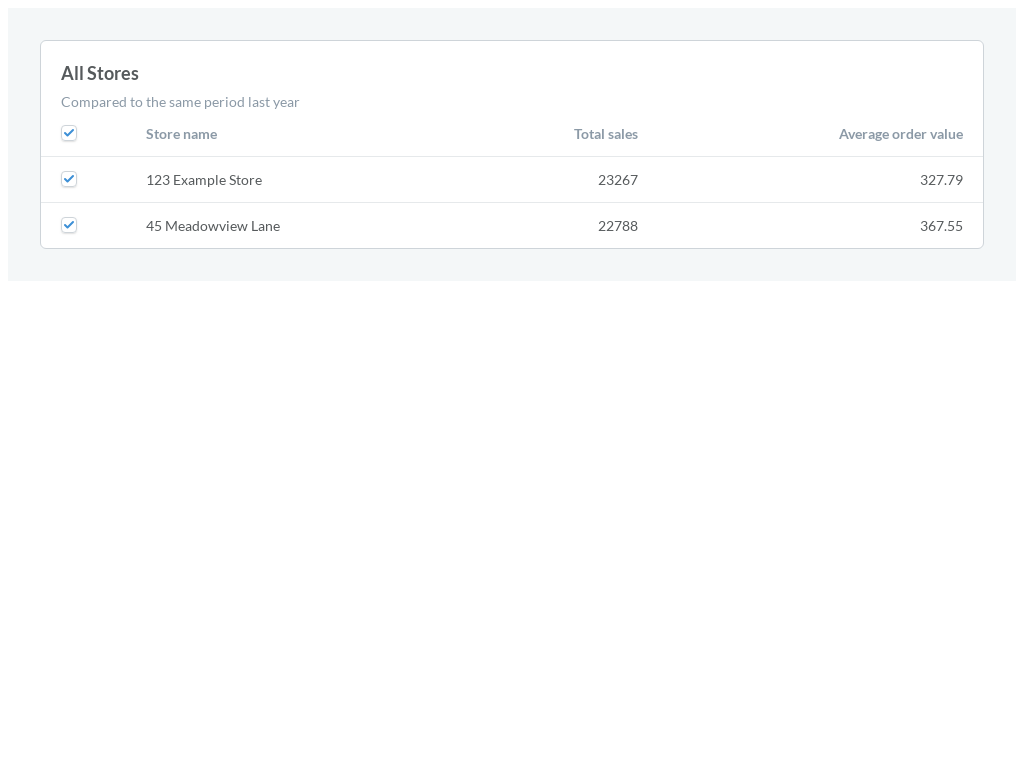 All Stores
Compared to the same period last year
Store name Total sales Average order value
123 Example Store 23267 327.79
45 Meadowview Lane 22788 367.55